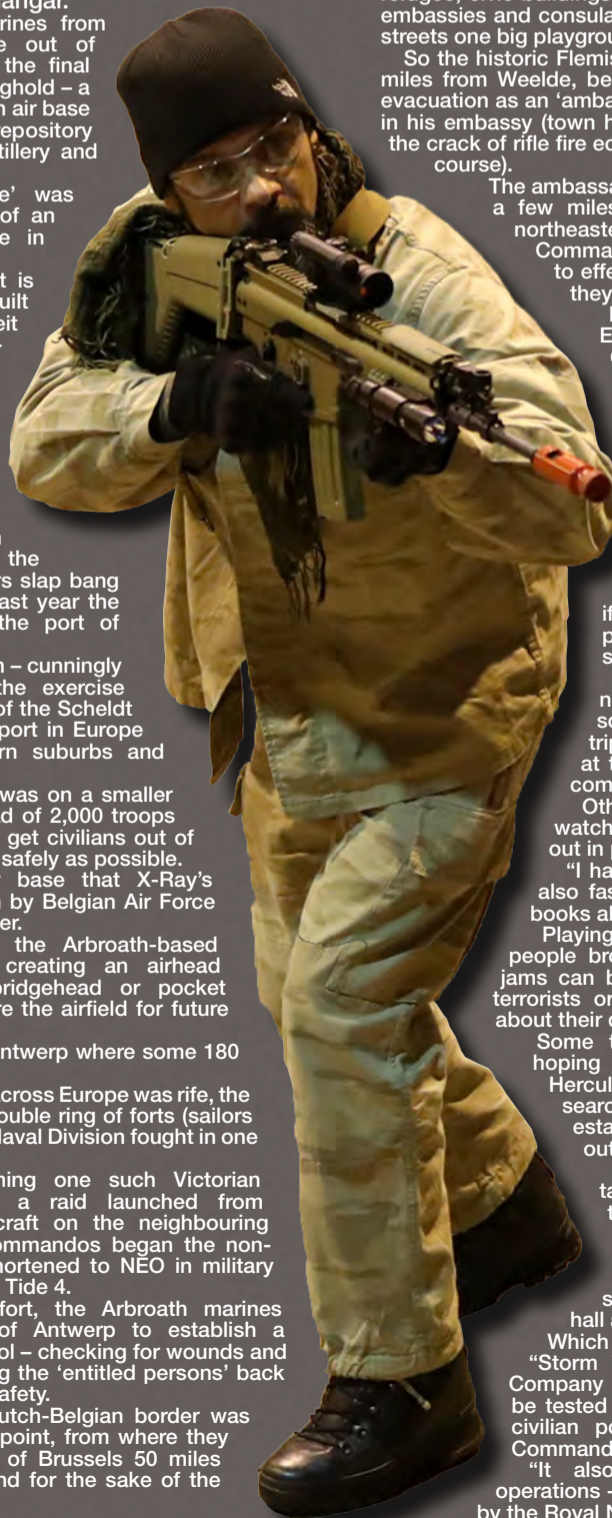 hangar.
rines from
e out of
the final
ghold – a
n air base
repository
tillery and
e’ was
of an
e in
t is
uilt
eit
the
rs slap bang
ast year the
the port of
n – cunningly
the exercise
of the Scheldt
port in Europe
rn suburbs and
was on a smaller
ad of 2,000 troops
get civilians out of
safely as possible.
base that X-Ray’s
n by Belgian Air Force
er.
the Arbroath-based
creating an airhead
bridgehead or pocket
re the airfield for future
ntwerp where some 180
across Europe was rife, the
ouble ring of forts (sailors
Naval Division fought in one
ning one such Victorian
a raid launched from
craft on the neighbouring
ommandos began the non-
hortened to NEO in military
Tide 4.
fort, the Arbroath marines
of Antwerp to establish a
ol – checking for wounds and
g the ‘entitled persons’ back
afety.
utch-Belgian border was
point, from where they
of Brussels 50 miles
nd for the sake of the
embassies and consula
streets one big playgrou
So the historic Flemis
miles from Weelde, be
evacuation as an ‘amba
in his embassy (town h
the crack of rifle fire ec
course).
The ambassa
a few miles
northeaste
Comma
to effe
they
E
if
p
s
n
sc
trip
at t
com
Oth
watch
out in p
“I ha
also fas
books al
Playing
people bro
jams can b
terrorists or
about their d
Some t
hoping
Hercul
searc
esta
out
ta
t
s
hall a
Which
“Storm
Company
be tested
civilian po
Command
“It also
operations -
by the Royal N